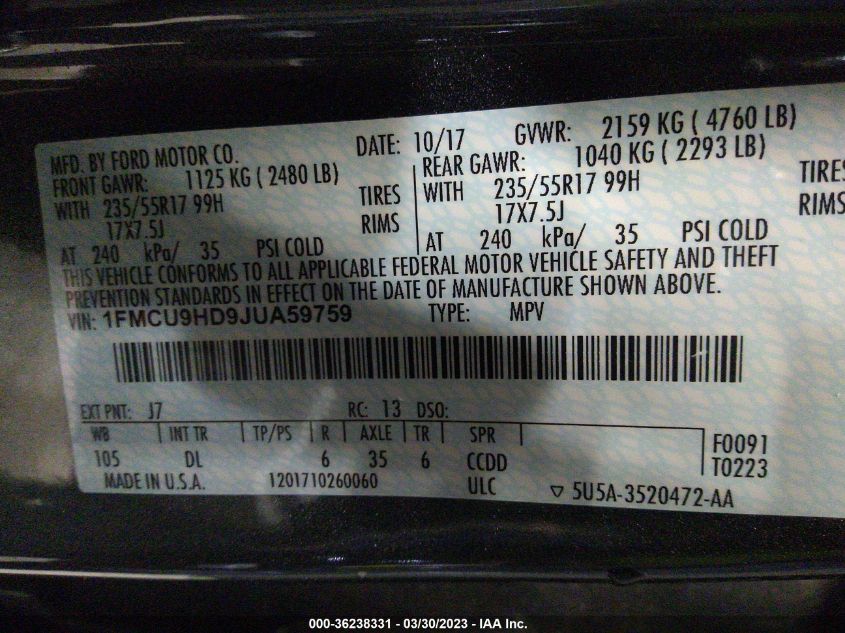 MFD. BY FORD MOTOR CO. DATE: 10/17 GVWR: 2159 KG ( 4760 LB)
FRONT GAWR: 1125 KG ( 2480 LB) REAR GAWR: 1040 KG ( 2293 LB)
WITH 235/55R17 99H TIRES WITH 235/55R17 99H TIRES
17X7.5J RIMS 17X7.5J RIMS
AT 240 kPa/ 35 PSI COLD AT 240 kPa/ 35 PSI COLD
THIS VEHICLE CONFORMS TO ALL APPLICABLE FEDERAL MOTOR VEHICLE SAFETY AND THEFT
PREVENTION STANDARDS IN EFFECT ON THE DATE OF MANUFACTURE SHOWN ABOVE.
VIN: 1FMCU9HD9JUA59759 TYPE: MPV
EXT PNT: J7 RC: 13 DSO:
WB INT TR TP/PS R AXLE TR SPR F0091
105 DL 6 35 6 CCDD T0223
MADE IN U.S.A. 1201710260060 ULC ▽ 5U5A-3520472-AA
000-36238331 — 03/30/2023 — IAA Inc.